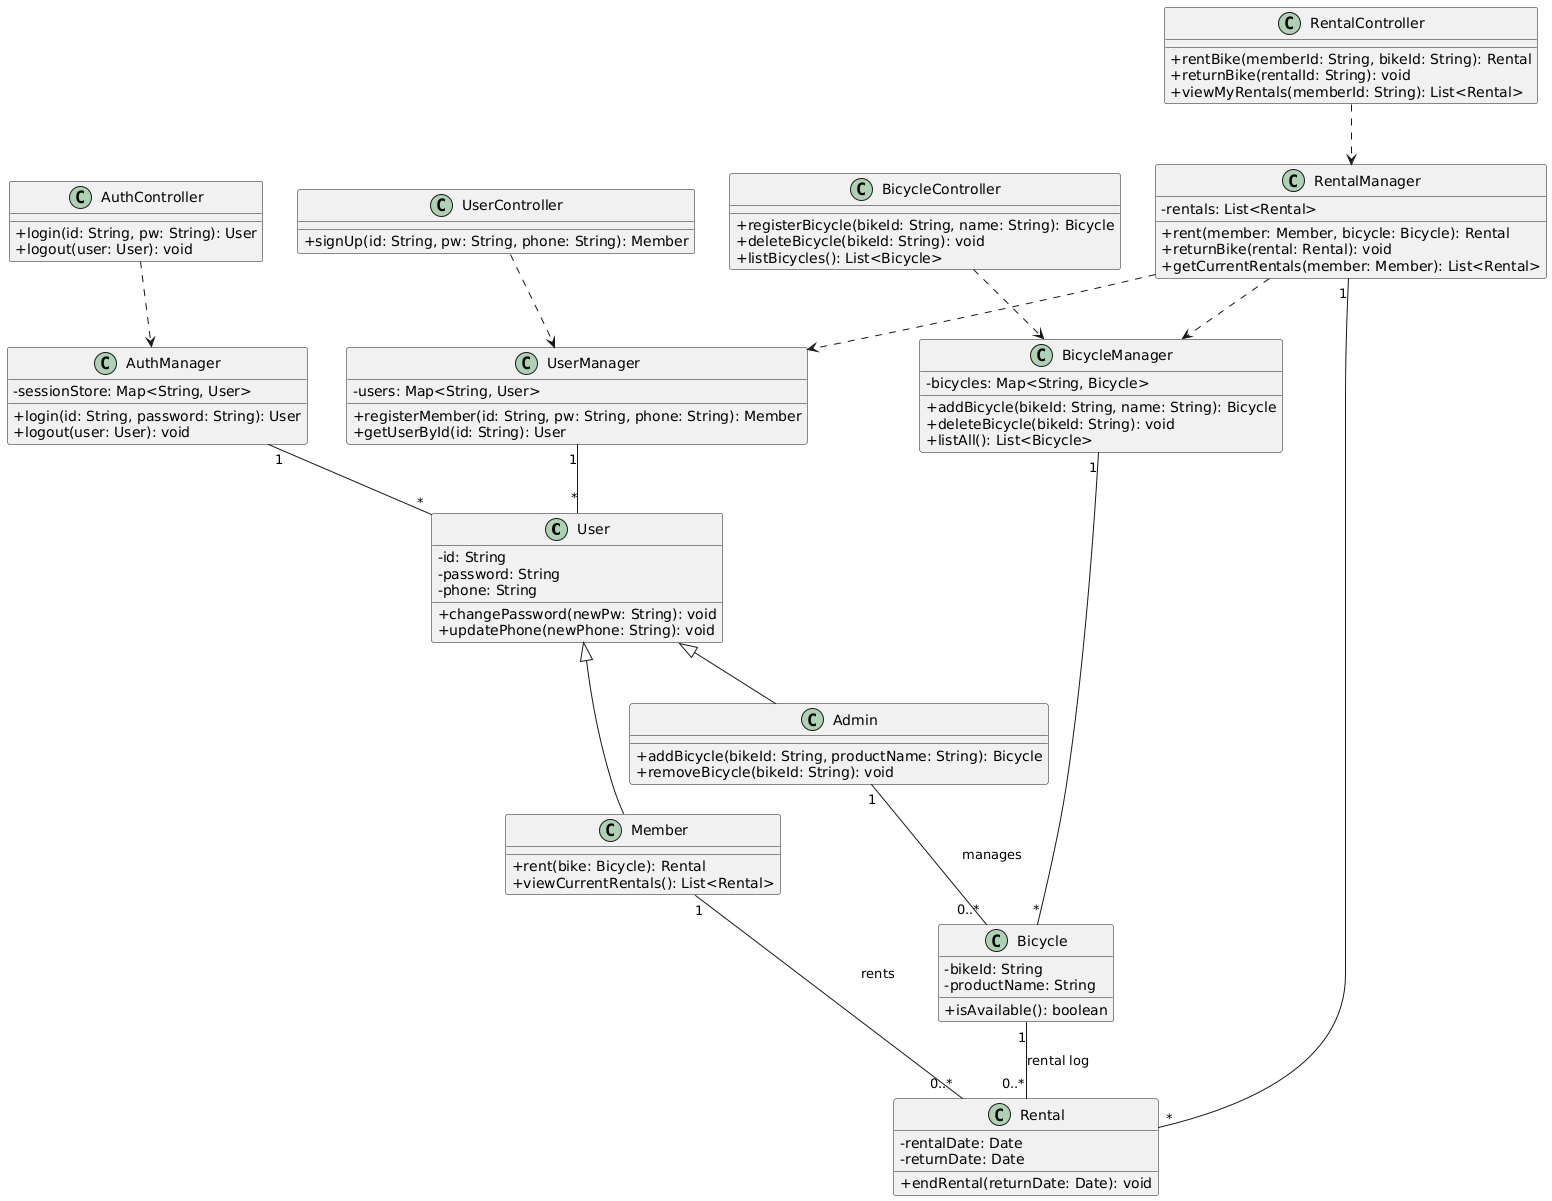 C RentalController
+rentBike(memberId: String, bikeId: String): Rental
+returnBike(rentalId: String): void
+viewMyRentals(memberId: String): List<Rental>
C AuthController
+login(id: String, pw: String): User
+logout(user: User): void
C UserController
+signUp(id: String, pw: String, phone: String): Member
C BicycleController
+registerBicycle(bikeId: String, name: String): Bicycle
+deleteBicycle(bikeId: String): void
+listBicycles(): List<Bicycle>
C RentalManager
-rentals: List<Rental>
+rent(member: Member, bicycle: Bicycle): Rental
+returnBike(rental: Rental): void
+getCurrentRentals(member: Member): List<Rental>
1
C AuthManager
-sessionStore: Map<String, User>
+login(id: String, password: String): User
+logout(user: User): void
1
*
C UserManager
-users: Map<String, User>
+registerMember(id: String, pw: String, phone: String): Member
+getUserById(id: String): User
1
*
C BicycleManager
-bicycles: Map<String, Bicycle>
+addBicycle(bikeId: String, name: String): Bicycle
+deleteBicycle(bikeId: String): void
+listAll(): List<Bicycle>
1
C User
-id: String
-password: String
-phone: String
+changePassword(newPw: String): void
+updatePhone(newPhone: String): void
C Admin
+addBicycle(bikeId: String, productName: String): Bicycle
+removeBicycle(bikeId: String): void
1
manages
0..*
*
C Member
+rent(bike: Bicycle): Rental
+viewCurrentRentals(): List<Rental>
1
rents
0..*
C Bicycle
-bikeId: String
-productName: String
+isAvailable(): boolean
1
rental log
0..*
*
C Rental
-rentalDate: Date
-returnDate: Date
+endRental(returnDate: Date): void